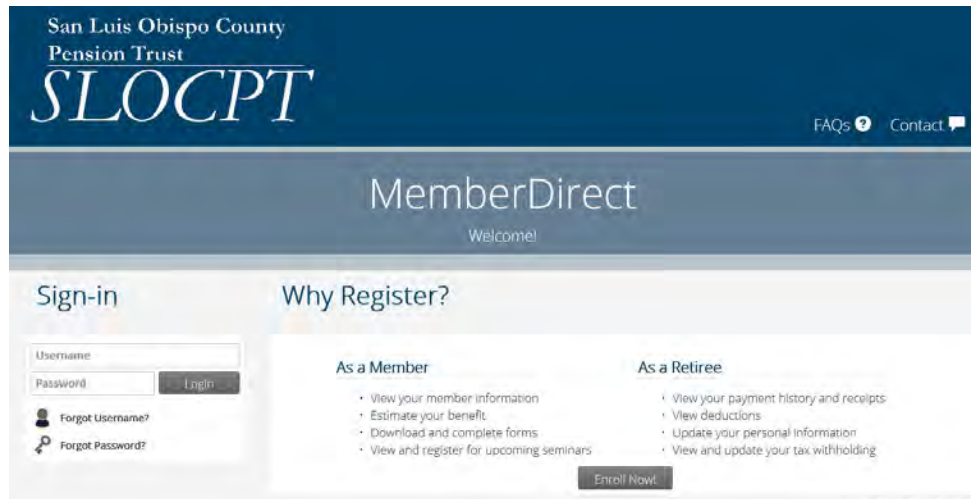 San Luis Obispo County
Pension Trust
SLOCPT
FAQs ?
Contact
MemberDirect
Welcome!
Sign-in
Username
Password
Login
Forgot Username?
Forgot Password?
Why Register?
As a Member
· View your member information
· Estimate your benefit
· Download and complete forms
· View and register for upcoming seminars
As a Retiree
· View your payment history and receipts
· View deductions
· Update your personal information
· View and update your tax withholding
Enroll Now!